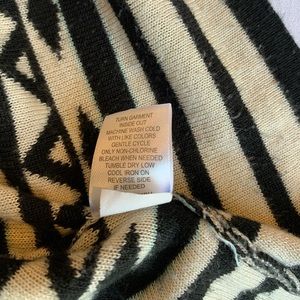 TURN GARMENT
INSIDE OUT
MACHINE WASH COLD
WITH LIKE COLORS
GENTLE CYCLE
ONLY NON-CHLORINE
BLEACH WHEN NEEDED
TUMBLE DRY LOW
COOL IRON ON
REVERSE SIDE
IF NEEDED